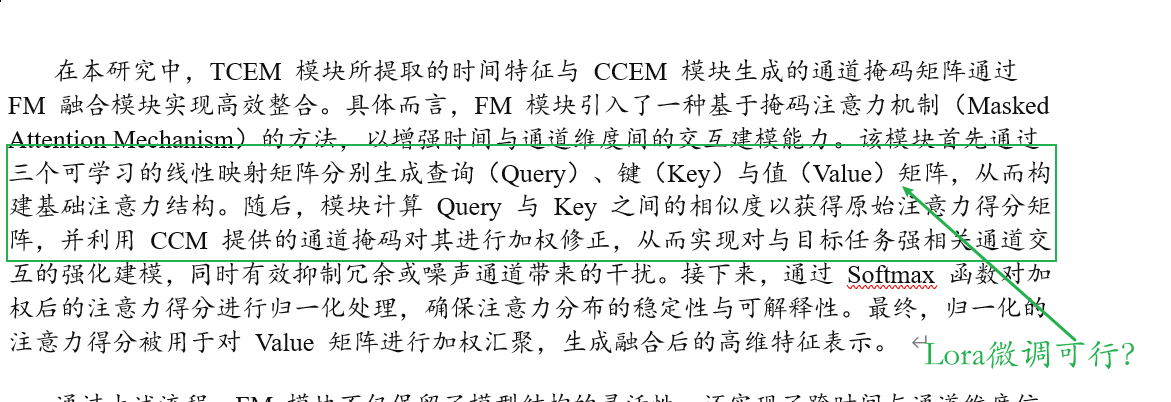 在本研究中，TCEM 模块所提取的时间特征与 CCEM 模块生成的通道掩码矩阵通过
FM 融合模块实现高效整合。具体而言，FM 模块引入了一种基于掩码注意力机制（Masked
Attention Mechanism）的方法，以增强时间与通道维度间的交互建模能力。该模块首先通过
三个可学习的线性映射矩阵分别生成查询（Query）、键（Key）与值（Value）矩阵，从而构
建基础注意力结构。随后，模块计算 Query 与 Key 之间的相似度以获得原始注意力得分矩
阵，并利用 CCM 提供的通道掩码对其进行加权修正，从而实现对与目标任务强相关通道交
互的强化建模，同时有效抑制冗余或噪声通道带来的干扰。接下来，通过 Softmax 函数对加
权后的注意力得分进行归一化处理，确保注意力分布的稳定性与可解释性。最终，归一化的
注意力得分被用于对 Value 矩阵进行加权汇聚，生成融合后的高维特征表示。
Lora微调可行？